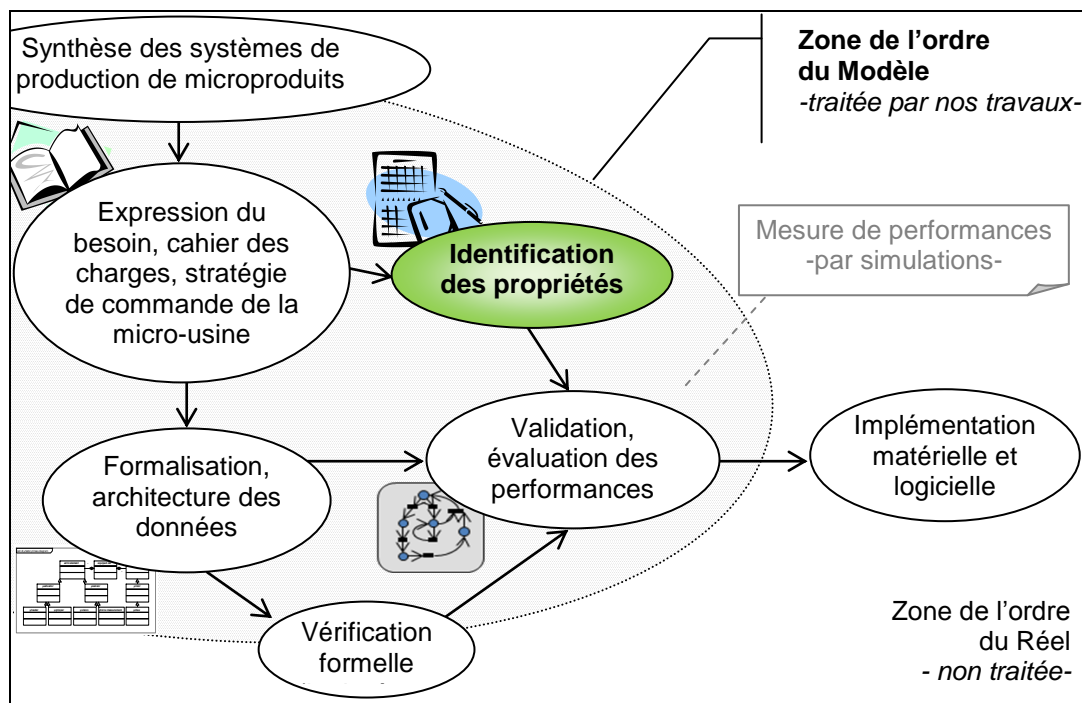 Synthèse des systèmes de
production de microproduits
Zone de l’ordre
du Modèle
-traitée par nos travaux-
Expression du
besoin, cahier des
charges, stratégie
de commande de la
micro-usine
Identification
des propriétés
Mesure de performances
-par simulations-
Formalisation,
architecture des
données
Validation,
évaluation des
performances
Implémentation
matérielle et
logicielle
Vérification
formelle
Zone de l’ordre
du Réel
- non traitée-